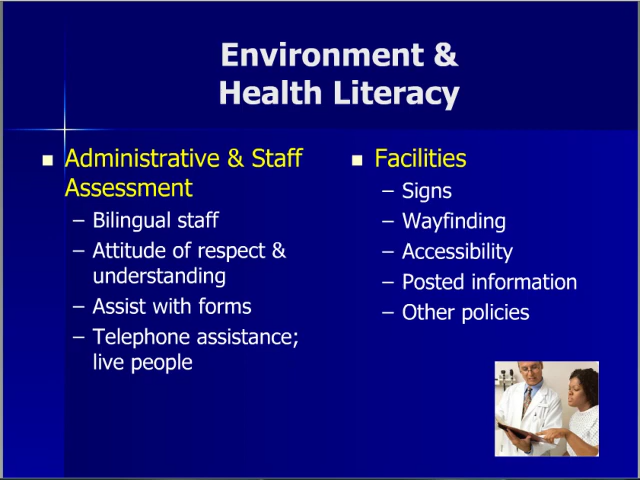 Environment &
Health Literacy
Administrative & Staff
Assessment
– Bilingual staff
– Attitude of respect &
understanding
– Assist with forms
– Telephone assistance;
live people
Facilities
– Signs
– Wayfinding
– Accessibility
– Posted information
– Other policies